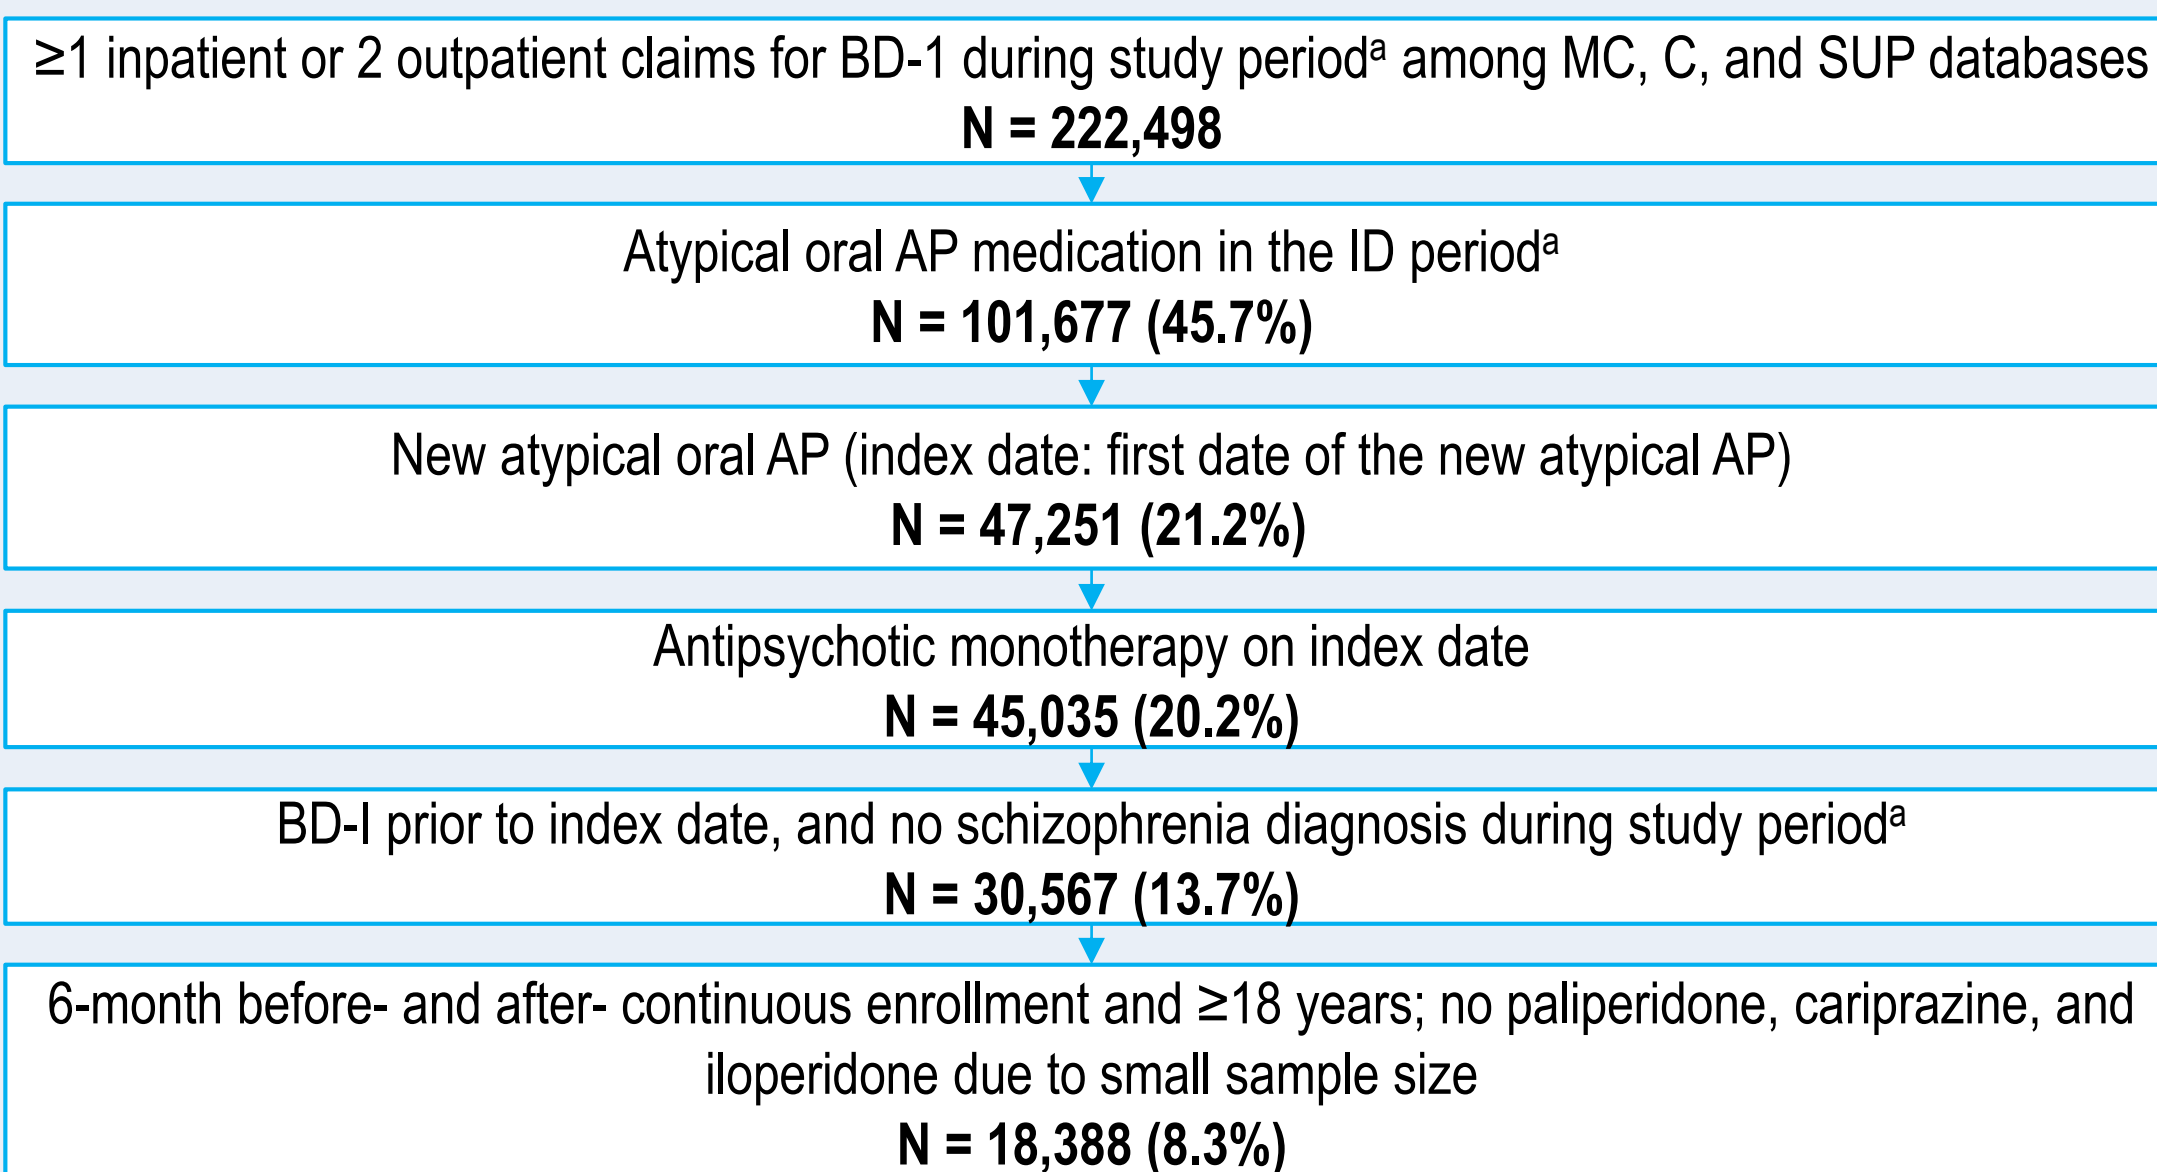 ≥1 inpatient or 2 outpatient claims for BD-1 during study periodᵃ among MC, C, and SUP databases
N = 222,498
Atypical oral AP medication in the ID periodᵃ
N = 101,677 (45.7%)
New atypical oral AP (index date: first date of the new atypical AP)
N = 47,251 (21.2%)
Antipsychotic monotherapy on index date
N = 45,035 (20.2%)
BD-I prior to index date, and no schizophrenia diagnosis during study periodᵃ
N = 30,567 (13.7%)
6-month before- and after- continuous enrollment and ≥18 years; no paliperidone, cariprazine, and
iloperidone due to small sample size
N = 18,388 (8.3%)